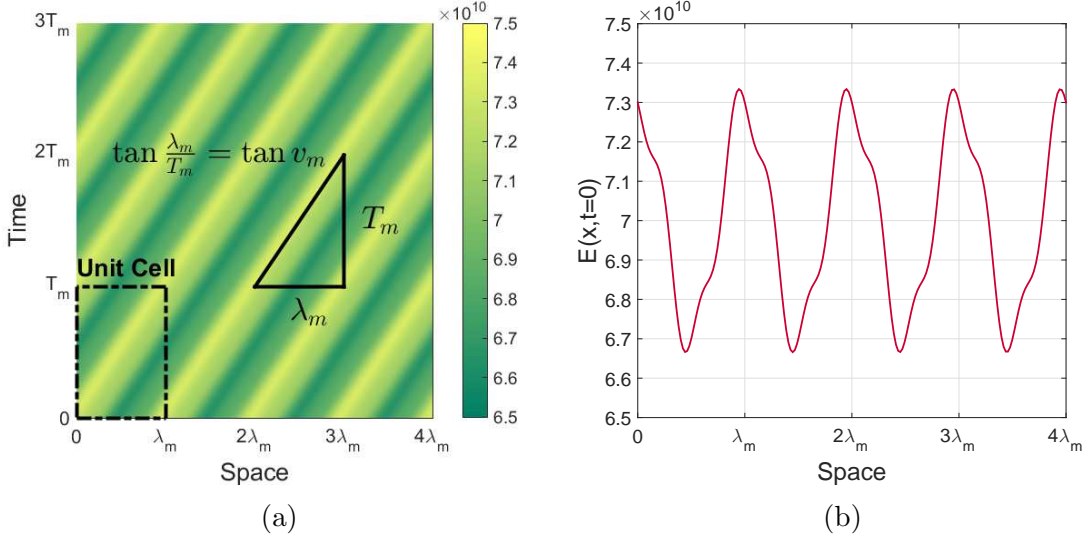 ×10^10
3T_m
2T_m
T_m
0
Time
tan λ_m/T_m = tan v_m
T_m
λ_m
Unit Cell
0
λ_m
2λ_m
3λ_m
4λ_m
Space
7.5
7.4
7.3
7.2
7.1
7
6.9
6.8
6.7
6.6
6.5
(a)
×10^10
7.5
7.4
7.3
7.2
7.1
7
6.9
6.8
6.7
6.6
6.5
E(x,t=0)
0
λ_m
2λ_m
3λ_m
4λ_m
Space
(b)